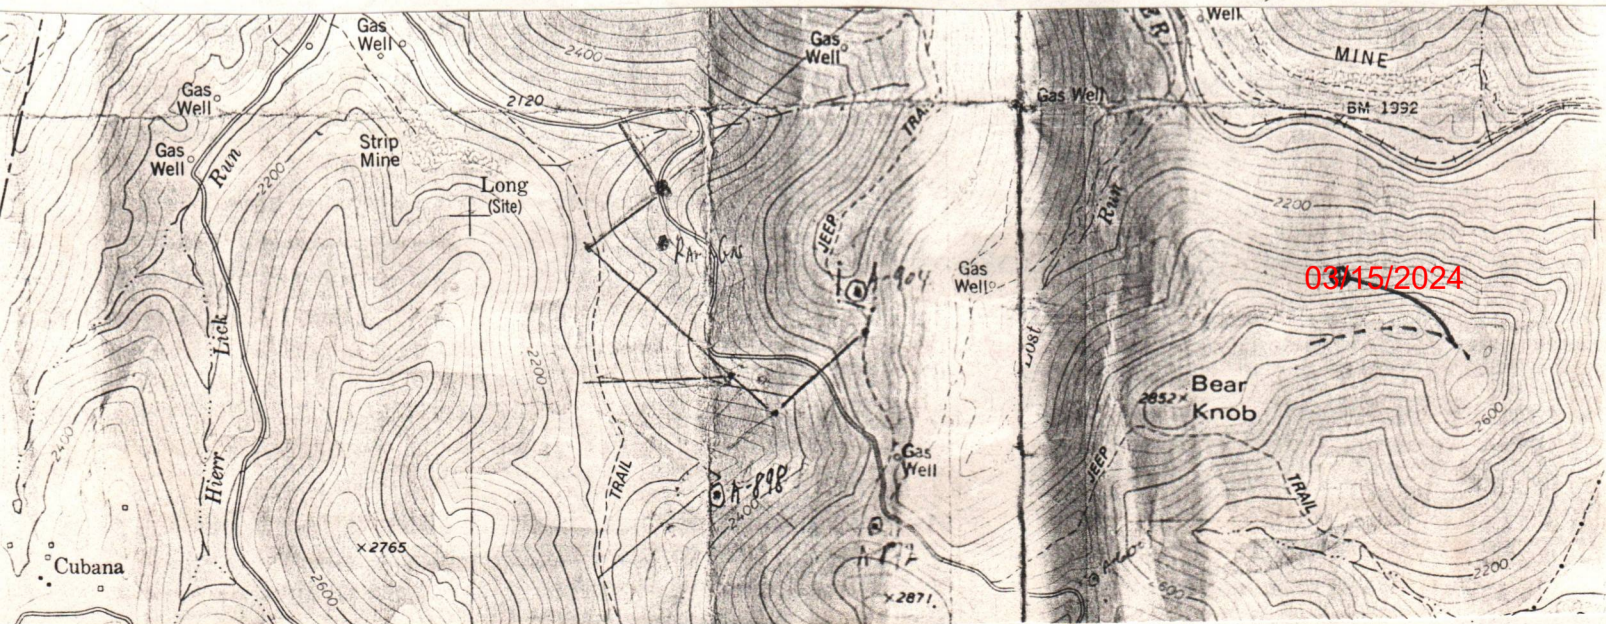 Gas
Well
Gas
Well
Well
2400
MINE
Gas
Well
2120
Gas Well
BM 1992
Strip
Mine
Gas
Well
Run
2200
Long
(Site)
JEEP
Run
2200
A-904
Gas
Well
03/15/2024
Lick
2200
Bear
Knob
2852×
2600
2400
Gas
Well
JEEP
TRAIL
Hierr
TRAIL
A-898
2400
×2765
Cubana
2600
2200
×2871